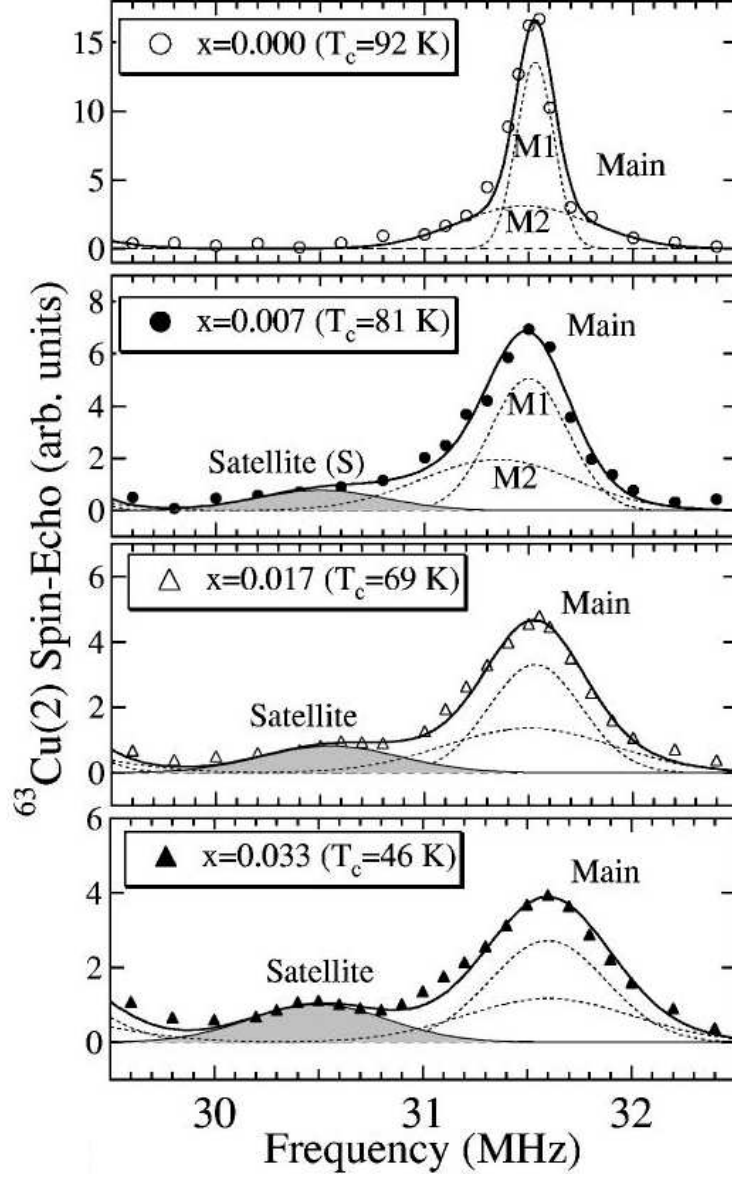 ⁶³Cu(2) Spin-Echo (arb. units)
15
10
5
0
○ x=0.000 (T_c=92 K)
M1
Main
M2
8
6
4
2
0
● x=0.007 (T_c=81 K)
Main
M1
Satellite (S)
M2
6
4
2
0
△ x=0.017 (T_c=69 K)
Main
Satellite
6
4
2
0
▲ x=0.033 (T_c=46 K)
Main
Satellite
30 31 32
Frequency (MHz)